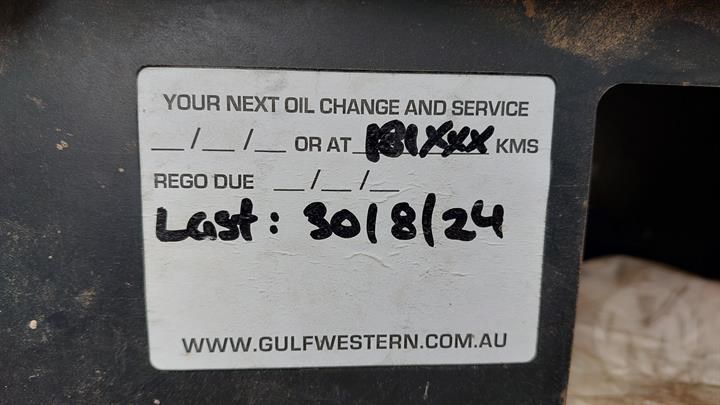 YOUR NEXT OIL CHANGE AND SERVICE
__/__/__ OR AT 181XXX KMS
REGO DUE __/__/__
Last: 30/8/24
WWW.GULFWESTERN.COM.AU